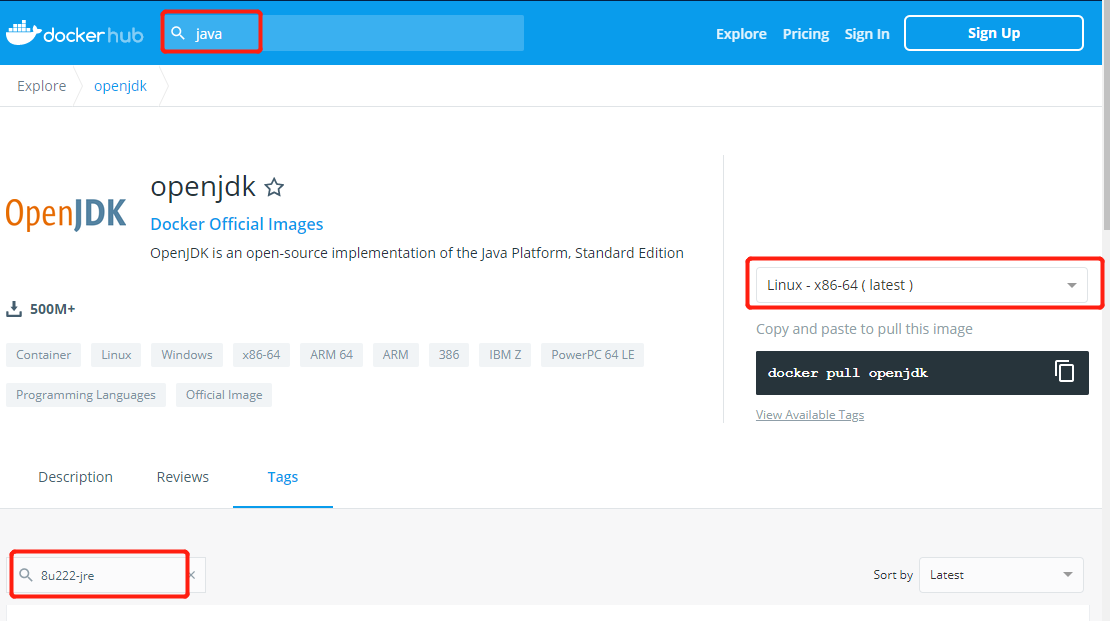 docker hub
java
Explore
Pricing
Sign In
Sign Up
Explore
openjdk
OpenJDK
openjdk
Docker Official Images
OpenJDK is an open-source implementation of the Java Platform, Standard Edition
500M+
Container
Linux
Windows
x86-64
ARM 64
ARM
386
IBM Z
PowerPC 64 LE
Programming Languages
Official Image
Linux - x86-64 ( latest )
Copy and paste to pull this image
docker pull openjdk
View Available Tags
Description
Reviews
Tags
8u222-jre
Sort by
Latest